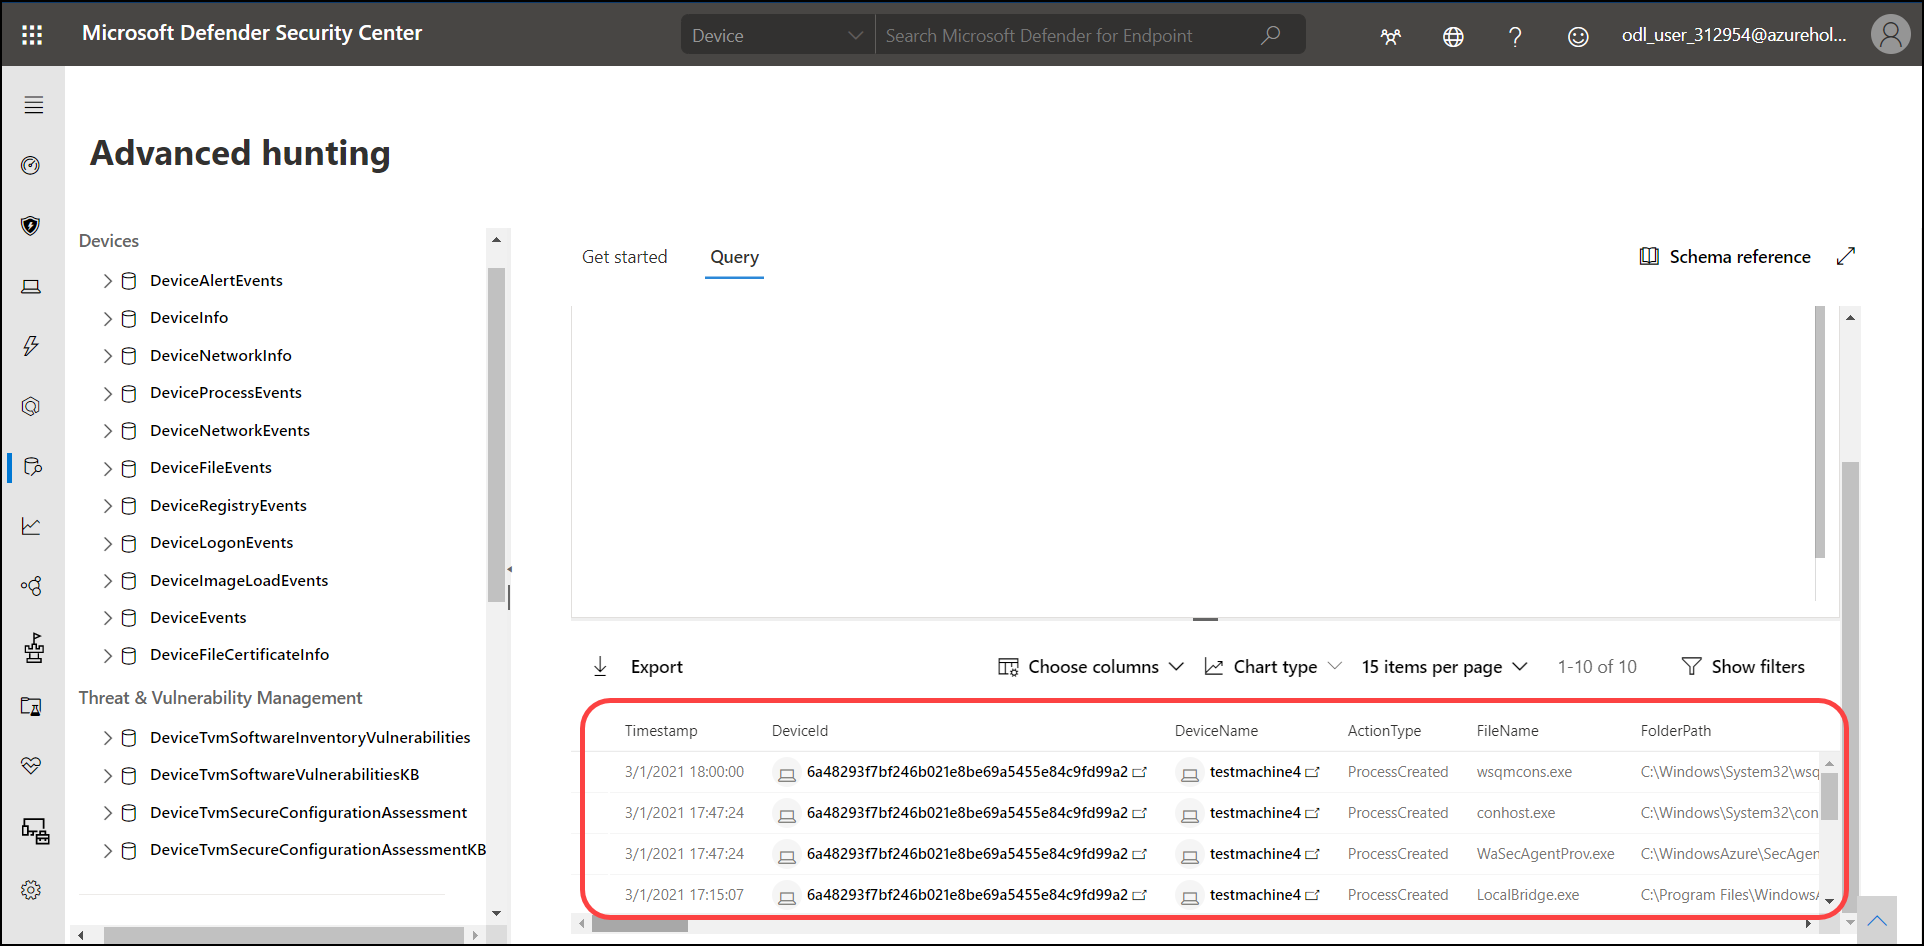 Microsoft Defender Security Center
Device
Search Microsoft Defender for Endpoint
odl_user_312954@azurehol...
Advanced hunting
Devices
DeviceAlertEvents
DeviceInfo
DeviceNetworkInfo
DeviceProcessEvents
DeviceNetworkEvents
DeviceFileEvents
DeviceRegistryEvents
DeviceLogonEvents
DeviceImageLoadEvents
DeviceEvents
DeviceFileCertificateInfo
Threat & Vulnerability Management
DeviceTvmSoftwareInventoryVulnerabilities
DeviceTvmSoftwareVulnerabilitiesKB
DeviceTvmSecureConfigurationAssessment
DeviceTvmSecureConfigurationAssessmentKB
Get started Query
Schema reference
Export
Choose columns Chart type 15 items per page 1-10 of 10 Show filters
Timestamp DeviceId DeviceName ActionType FileName FolderPath
3/1/2021 18:00:00 6a48293f7bf246b021e8be69a5455e84c9fd99a2 testmachine4 ProcessCreated wsqmcons.exe C:\Windows\System32\wsq
3/1/2021 17:47:24 6a48293f7bf246b021e8be69a5455e84c9fd99a2 testmachine4 ProcessCreated conhost.exe C:\Windows\System32\con
3/1/2021 17:47:24 6a48293f7bf246b021e8be69a5455e84c9fd99a2 testmachine4 ProcessCreated WaSecAgentProv.exe C:\WindowsAzure\SecAgen
3/1/2021 17:15:07 6a48293f7bf246b021e8be69a5455e84c9fd99a2 testmachine4 ProcessCreated LocalBridge.exe C:\Program Files\WindowsA